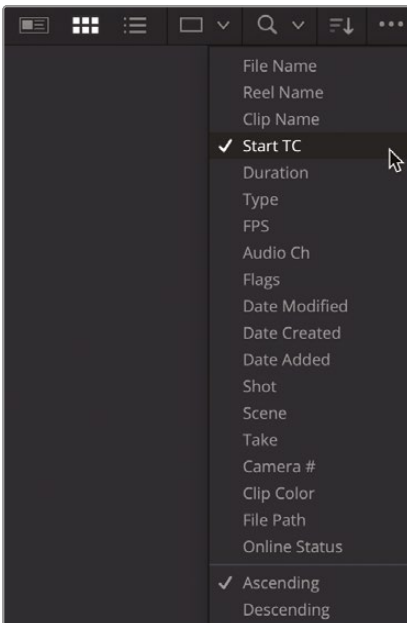 File Name
Reel Name
Clip Name
Start TC
Duration
Type
FPS
Audio Ch
Flags
Date Modified
Date Created
Date Added
Shot
Scene
Take
Camera #
Clip Color
File Path
Online Status
Ascending
Descending